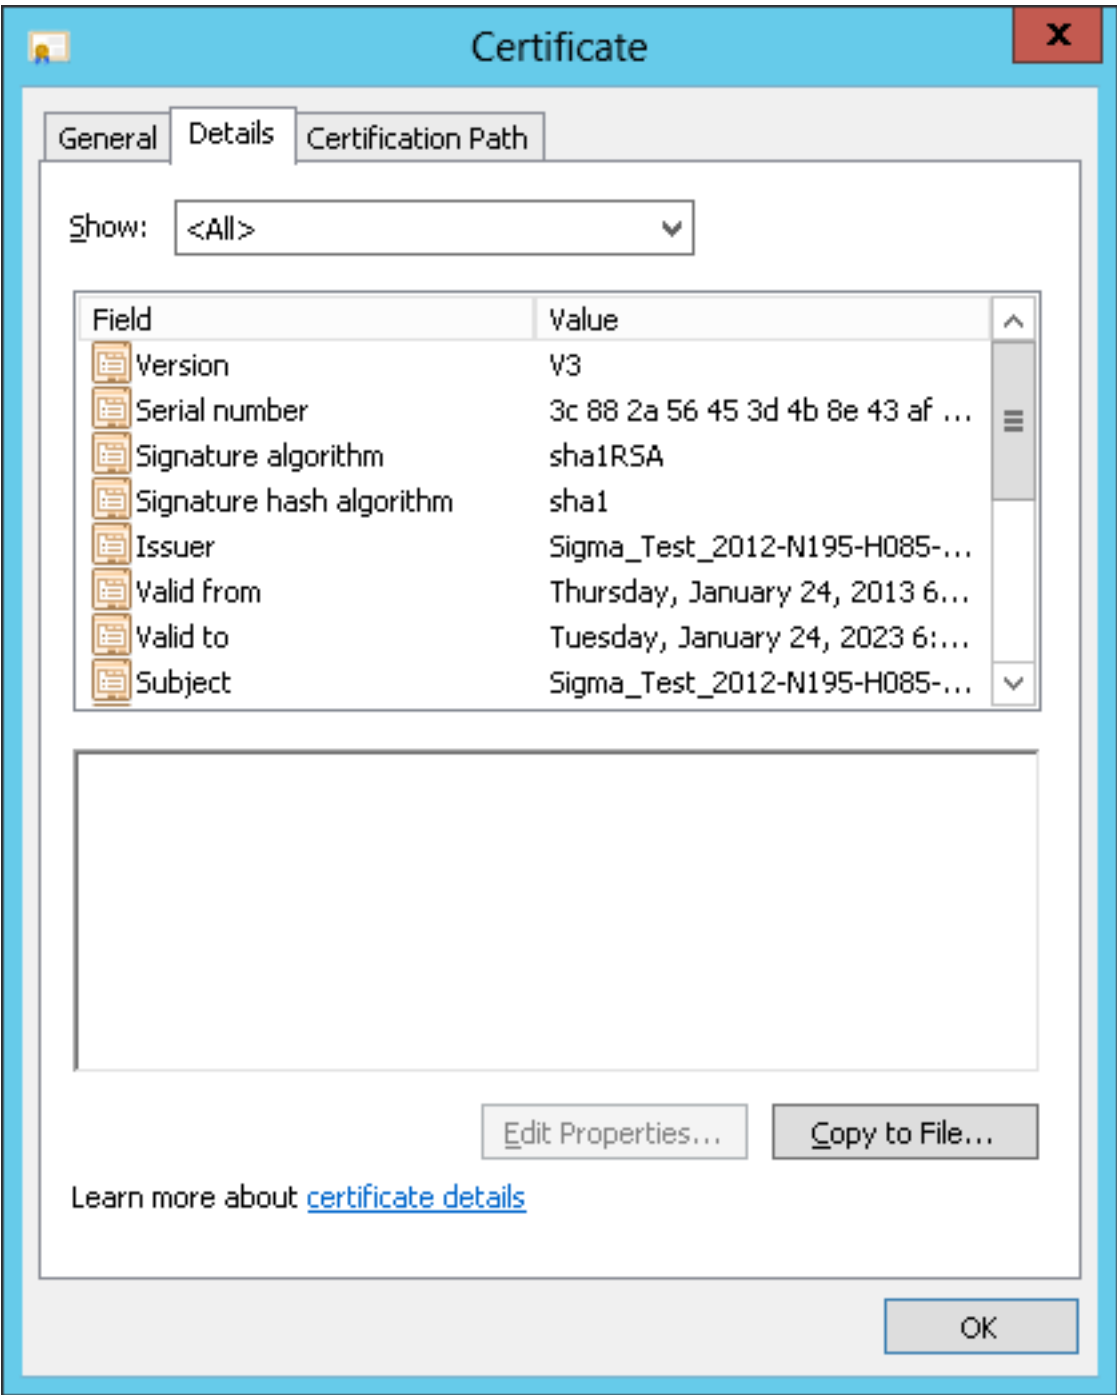 Certificate
General Details Certification Path
Show: <All>
Field Value
Version V3
Serial number 3c 88 2a 56 45 3d 4b 8e 43 af ...
Signature algorithm sha1RSA
Signature hash algorithm sha1
Issuer Sigma_Test_2012-N195-H085-...
Valid from Thursday, January 24, 2013 6...
Valid to Tuesday, January 24, 2023 6:...
Subject Sigma_Test_2012-N195-H085-...
Edit Properties... Copy to File...
Learn more about certificate details
OK